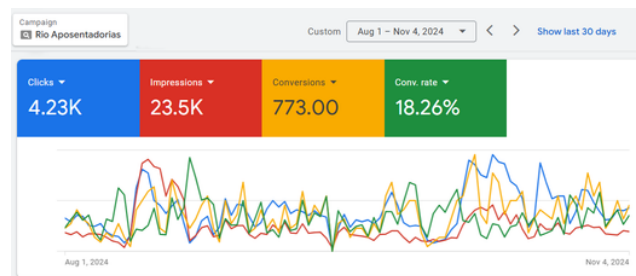 Campaign
Rio Aposentadorias
Custom
Aug 1 – Nov 4, 2024
Show last 30 days
Clicks
Impressions
Conversions
Conv. rate
4.23K
23.5K
773.00
18.26%
Aug 1, 2024
Nov 4, 2024